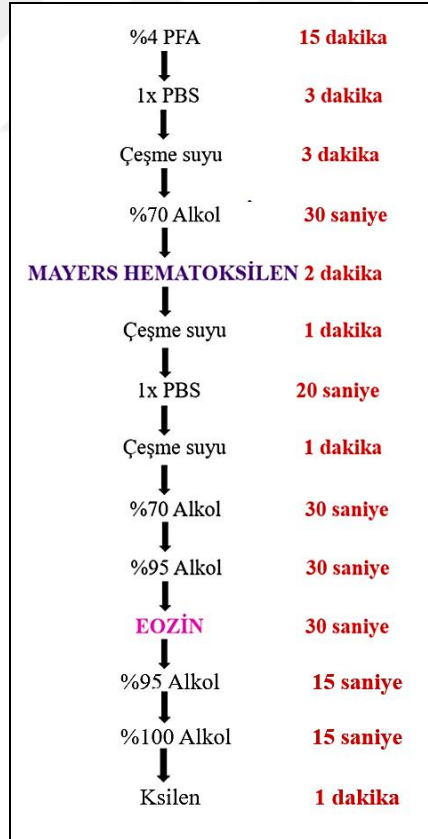 %4 PFA 15 dakika
1x PBS 3 dakika
Çeşme suyu 3 dakika
%70 Alkol 30 saniye
MAYERS HEMATOKSİLEN 2 dakika
Çeşme suyu 1 dakika
1x PBS 20 saniye
Çeşme suyu 1 dakika
%70 Alkol 30 saniye
%95 Alkol 30 saniye
EOZİN 30 saniye
%95 Alkol 15 saniye
%100 Alkol 15 saniye
Ksilen 1 dakika